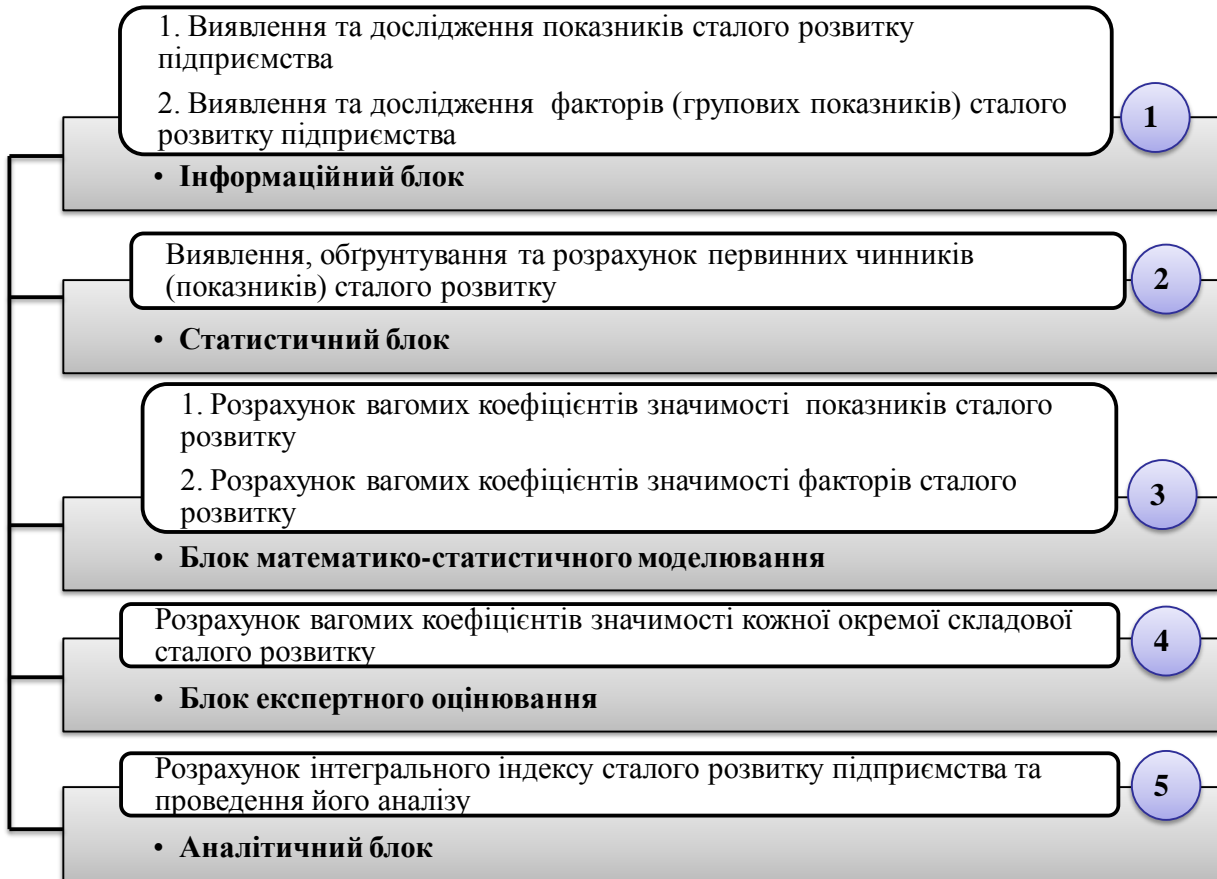 1. Виявлення та дослідження показників сталого розвитку
підприємства
2. Виявлення та дослідження факторів (групових показників) сталого
розвитку підприємства
1
• Інформаційний блок
Виявлення, обґрунтування та розрахунок первинних чинників
(показників) сталого розвитку
2
• Статистичний блок
1. Розрахунок вагомих коефіцієнтів значимості показників сталого
розвитку
2. Розрахунок вагомих коефіцієнтів значимості факторів сталого
розвитку
3
• Блок математико-статистичного моделювання
Розрахунок вагомих коефіцієнтів значимості кожної окремої складової
сталого розвитку
4
• Блок експертного оцінювання
Розрахунок інтегрального індексу сталого розвитку підприємства та
проведення його аналізу
5
• Аналітичний блок